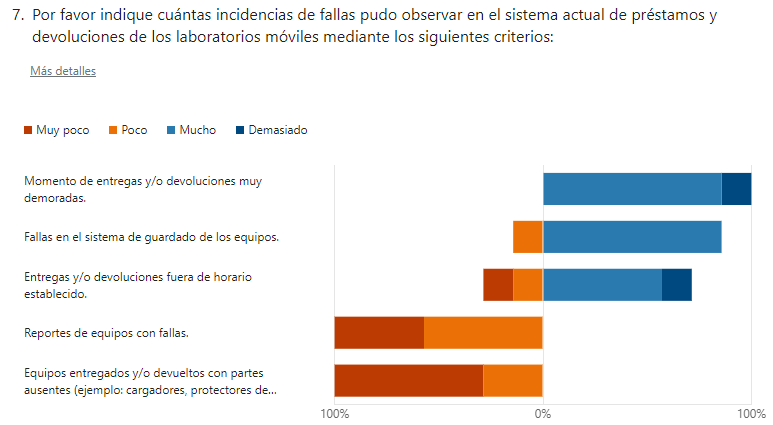 7. Por favor indique cuántas incidencias de fallas pudo observar en el sistema actual de préstamos y
devoluciones de los laboratorios móviles mediante los siguientes criterios:
Más detalles
Muy poco Poco Mucho Demasiado
Momento de entregas y/o devoluciones muy
demoradas.
Fallas en el sistema de guardado de los equipos.
Entregas y/o devoluciones fuera de horario
establecido.
Reportes de equipos con fallas.
Equipos entregados y/o devueltos con partes
ausentes (ejemplo: cargadores, protectores de...
100% 0% 100%